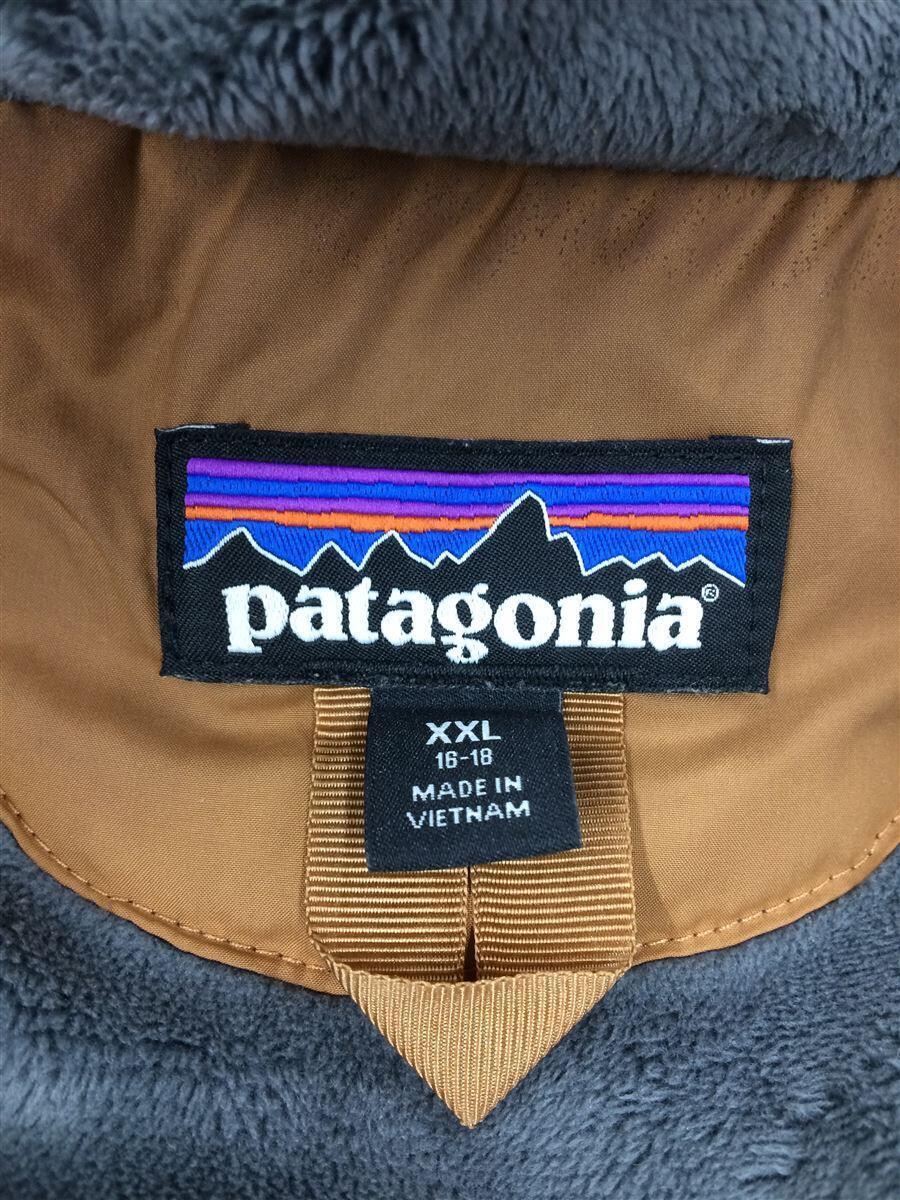 patagonia®
XXL
16-18
MADE IN
VIETNAM